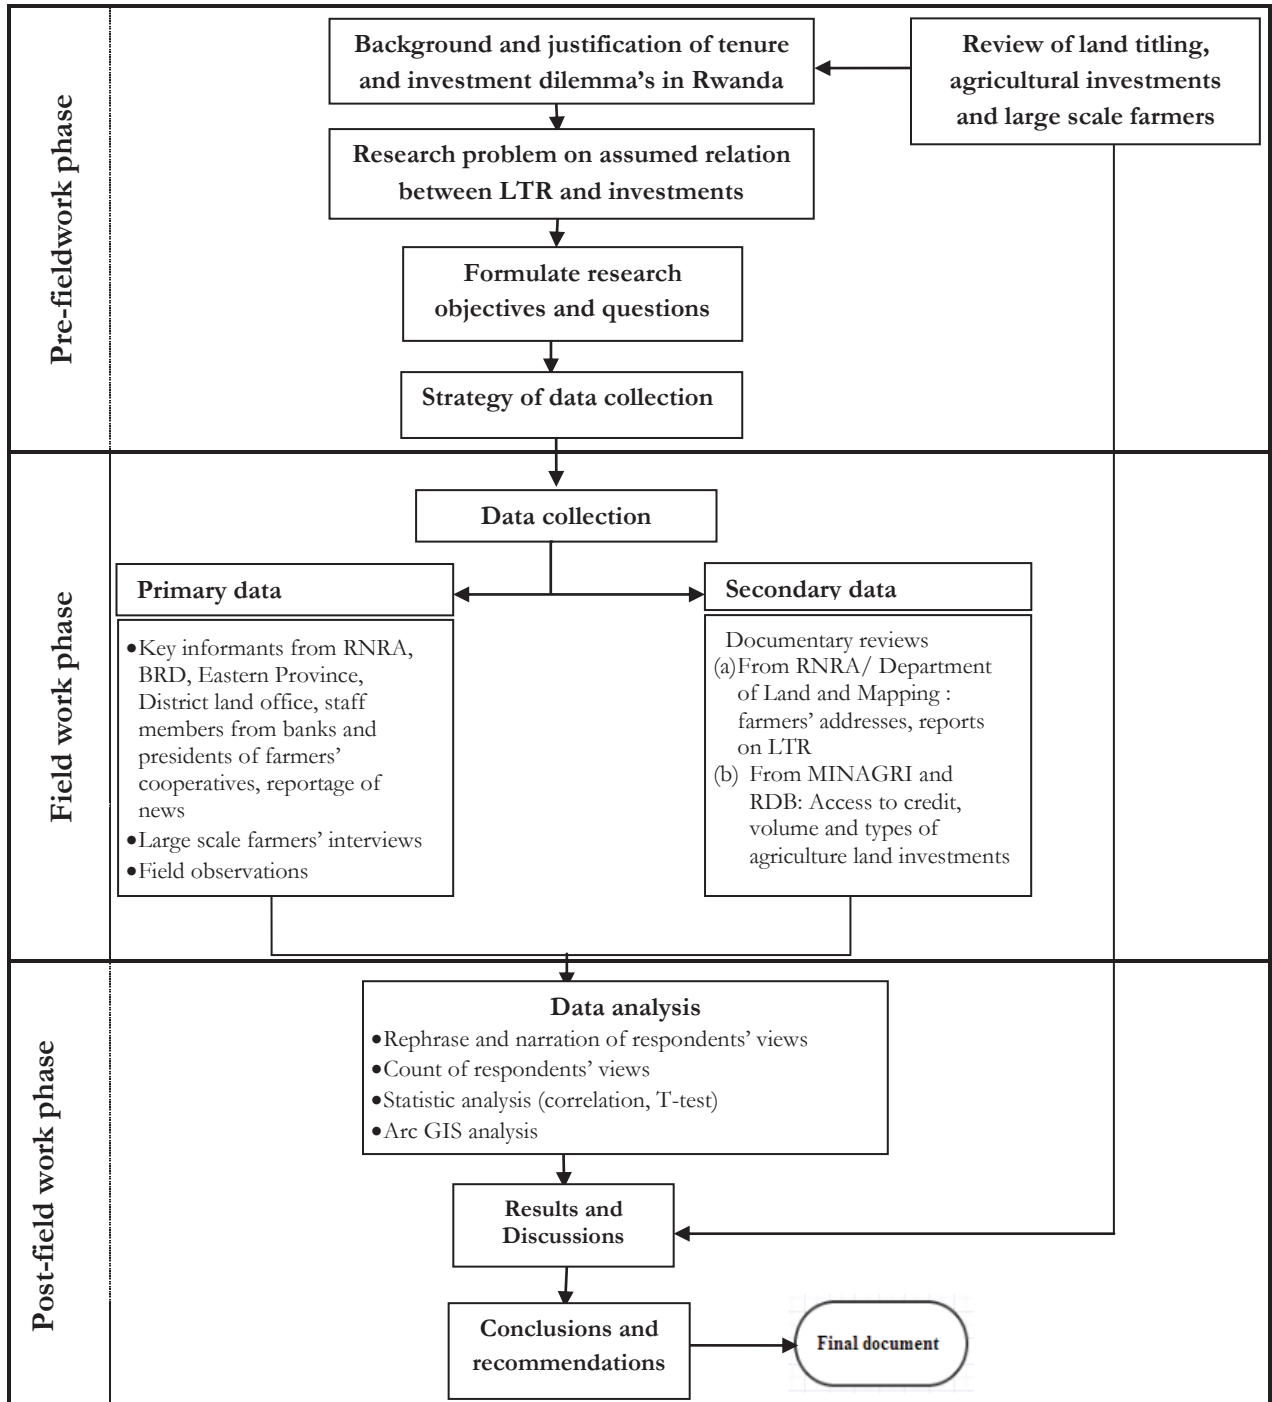 Pre-fieldwork phase
Background and justification of tenure
and investment dilemma's in Rwanda
Review of land titling,
agricultural investments
and large scale farmers
Research problem on assumed relation
between LTR and investments
Formulate research
objectives and questions
Strategy of data collection
Field work phase
Data collection
Primary data
•Key informants from RNRA,
BRD, Eastern Province,
District land office, staff
members from banks and
presidents of farmers'
cooperatives, reportage of
news
•Large scale farmers' interviews
•Field observations
Secondary data
Documentary reviews
(a)From RNRA/ Department
of Land and Mapping :
farmers' addresses, reports
on LTR
(b) From MINAGRI and
RDB: Access to credit,
volume and types of
agriculture land investments
Post-field work phase
Data analysis
•Rephrase and narration of respondents' views
•Count of respondents' views
•Statistic analysis (correlation, T-test)
•Arc GIS analysis
Results and
Discussions
Conclusions and
recommendations
Final document